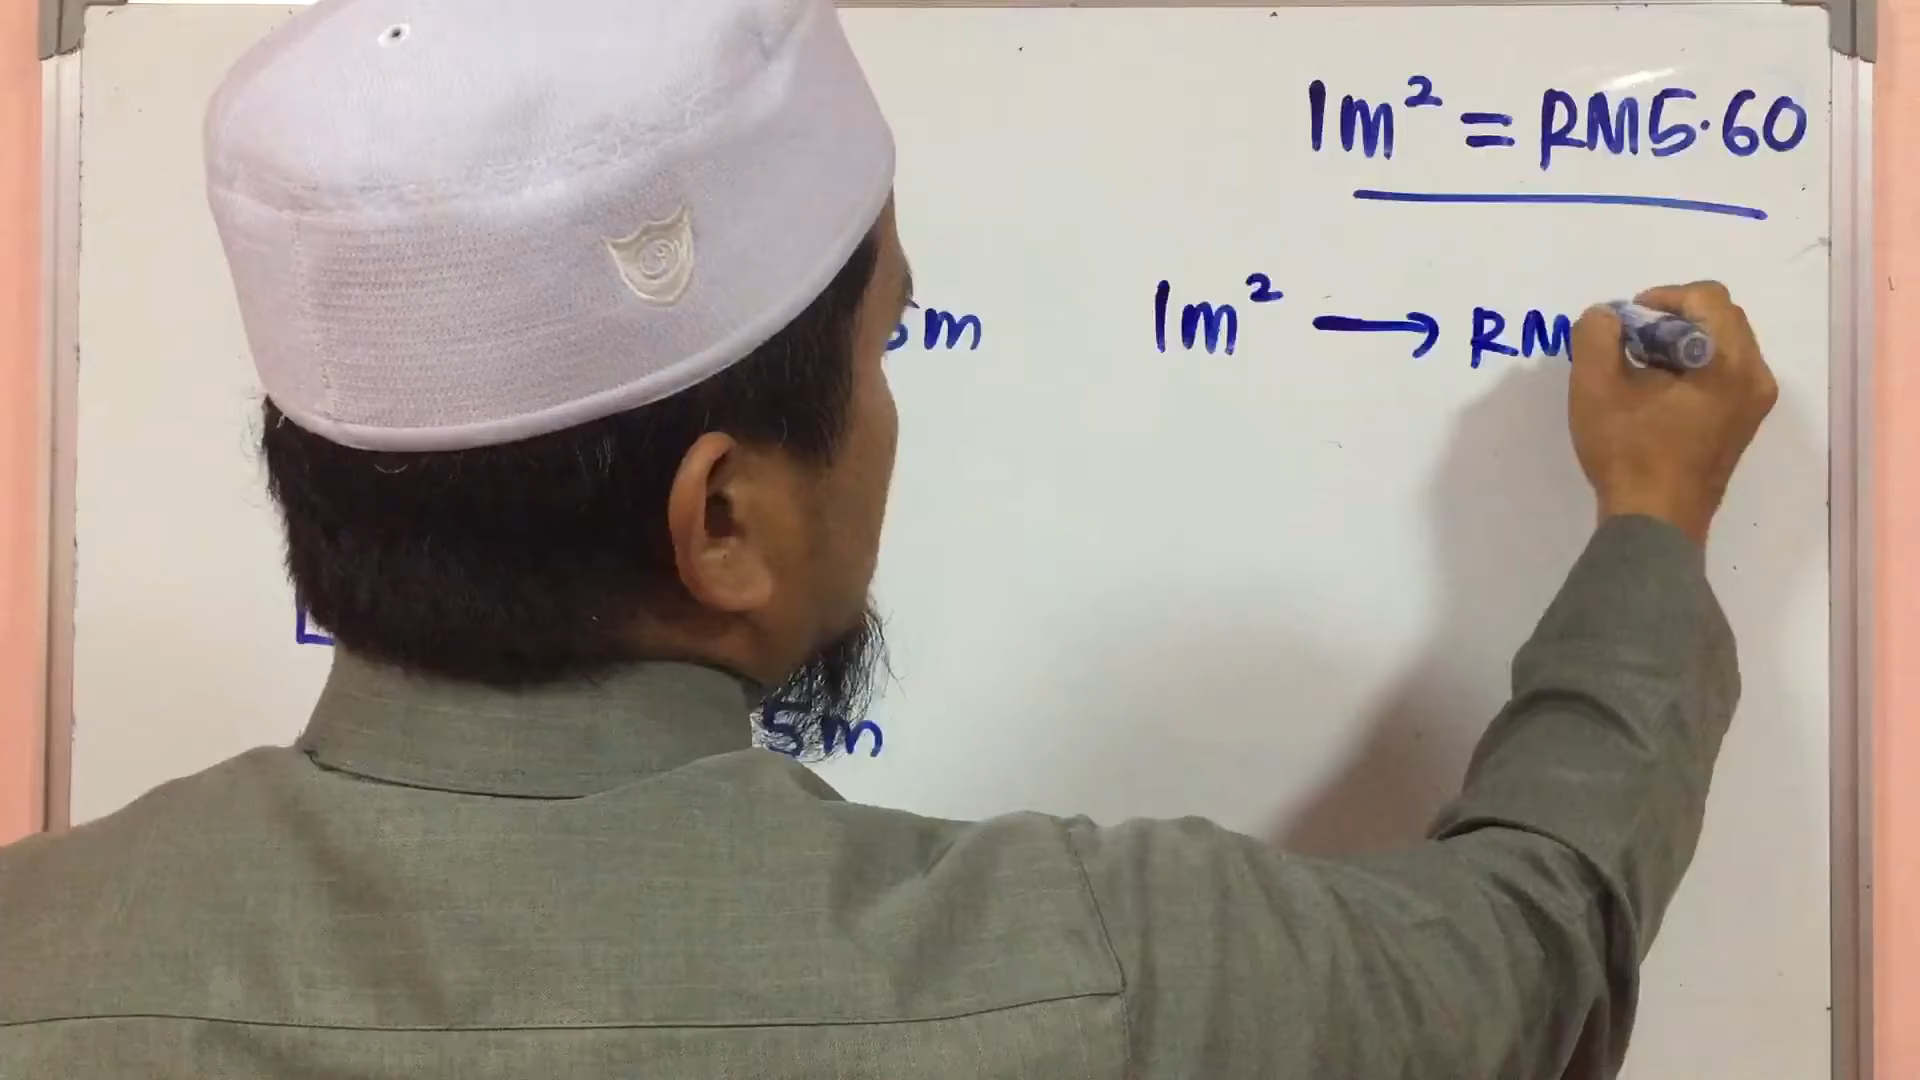 1m² = RM5.60
5m
1m² → RM
5m